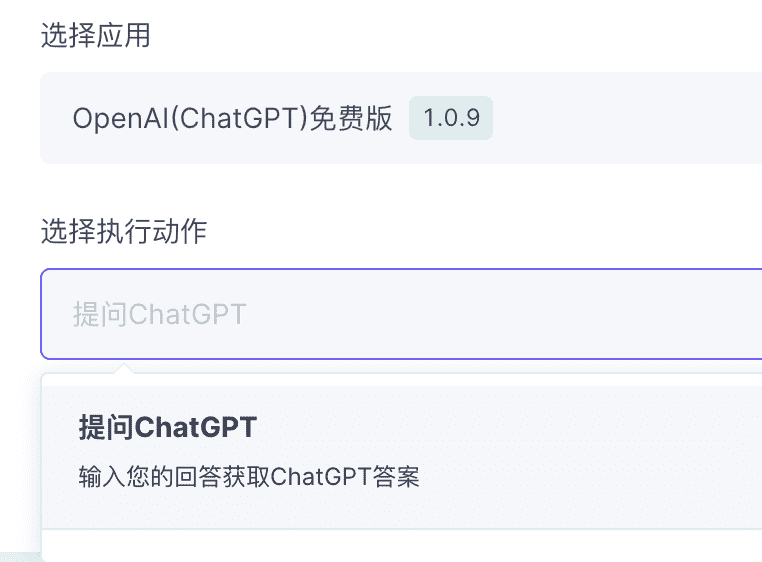 选择应用
OpenAI(ChatGPT)免费版 1.0.9
选择执行动作
提问ChatGPT
提问ChatGPT
输入您的回答获取ChatGPT答案